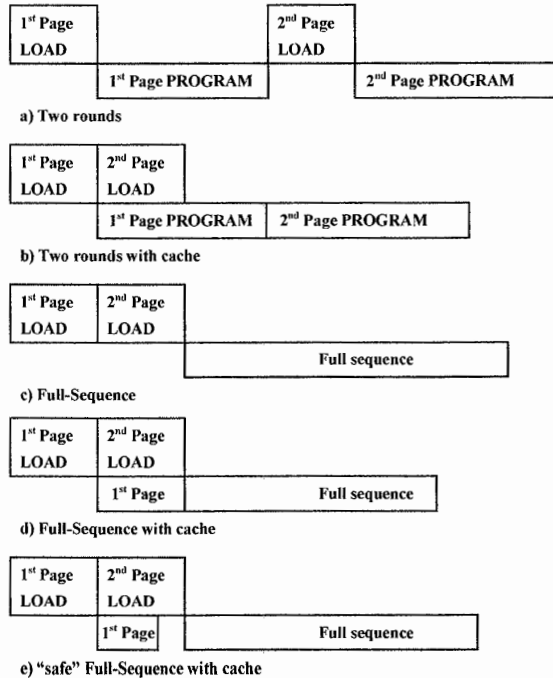 1st Page LOAD
2nd Page LOAD
1st Page PROGRAM
2nd Page PROGRAM
a) Two rounds
1st Page LOAD
2nd Page LOAD
1st Page PROGRAM
2nd Page PROGRAM
b) Two rounds with cache
1st Page LOAD
2nd Page LOAD
Full sequence
c) Full-Sequence
1st Page LOAD
2nd Page LOAD
1st Page
Full sequence
d) Full-Sequence with cache
1st Page LOAD
2nd Page LOAD
1st Page
Full sequence
e) “safe” Full-Sequence with cache